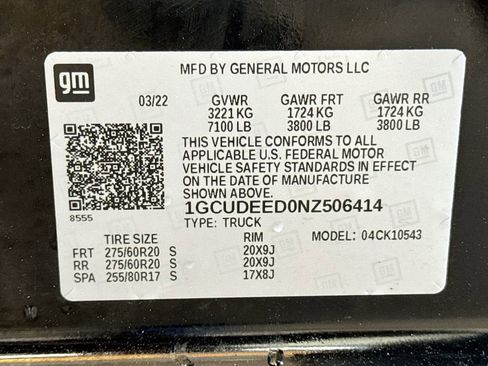 gm
MFD BY GENERAL MOTORS LLC
03/22 GVWR GAWR FRT GAWR RR
3221 KG 1724 KG 1724 KG
7100 LB 3800 LB 3800 LB
THIS VEHICLE CONFORMS TO ALL
APPLICABLE U.S. FEDERAL MOTOR
VEHICLE SAFETY STANDARDS IN EFFECT
ON THE DATE OF MANUFACTURE
SHOWN ABOVE.
8555
1GCUDEED0NZ506414
TYPE: TRUCK
TIRE SIZE RIM MODEL: 04CK10543
FRT 275/60R20 S 20X9J
RR 275/60R20 S 20X9J
SPA 255/80R17 S 17X8J